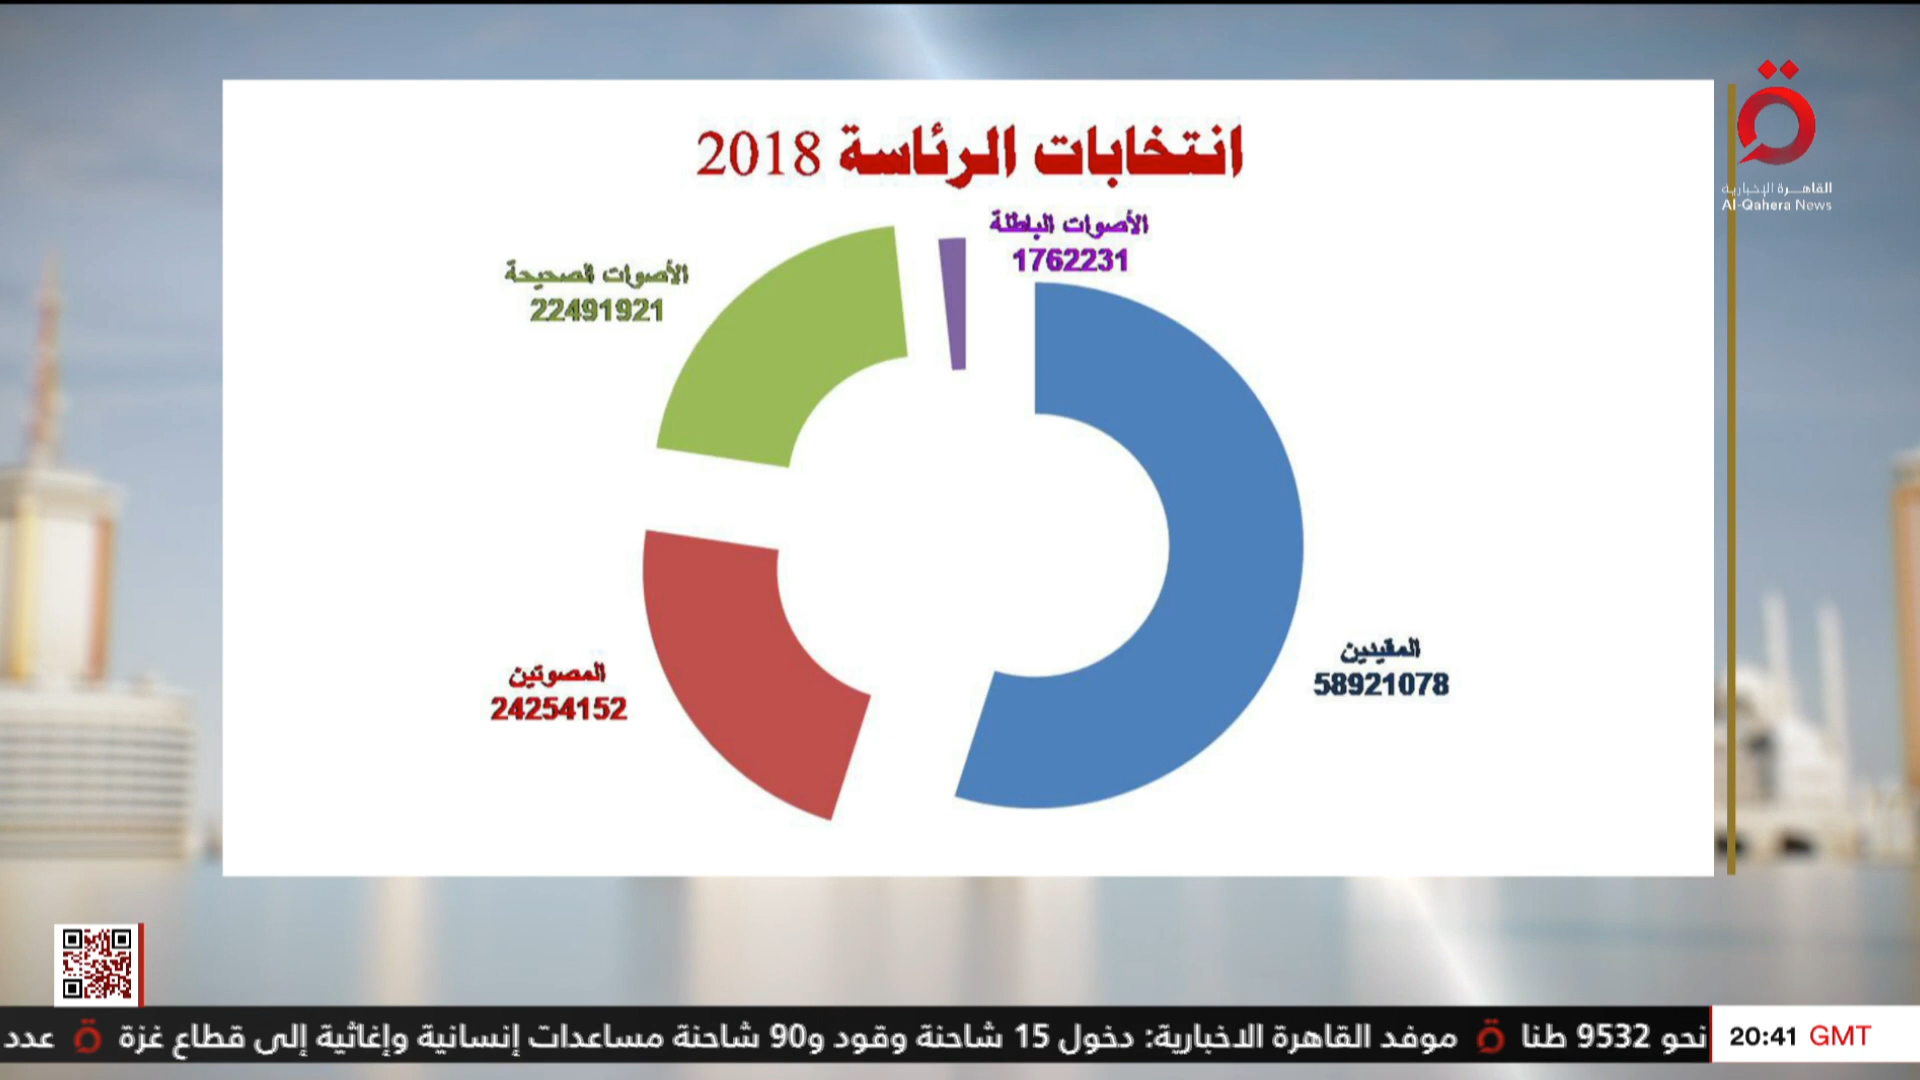 انتخابات الرئاسة 2018
الأصوات الباطلة
1762231
الأصوات الصحيحة
22491921
المقيدين
58921078
المصوتين
24254152
القاهرة الإخبارية
Al-Qahera News
نحو 9532 طنا موفد القاهرة الاخبارية: دخول 15 شاحنة وقود و90 شاحنة مساعدات إنسانية وإغاثية إلى قطاع غزة عدد
20:41 GMT